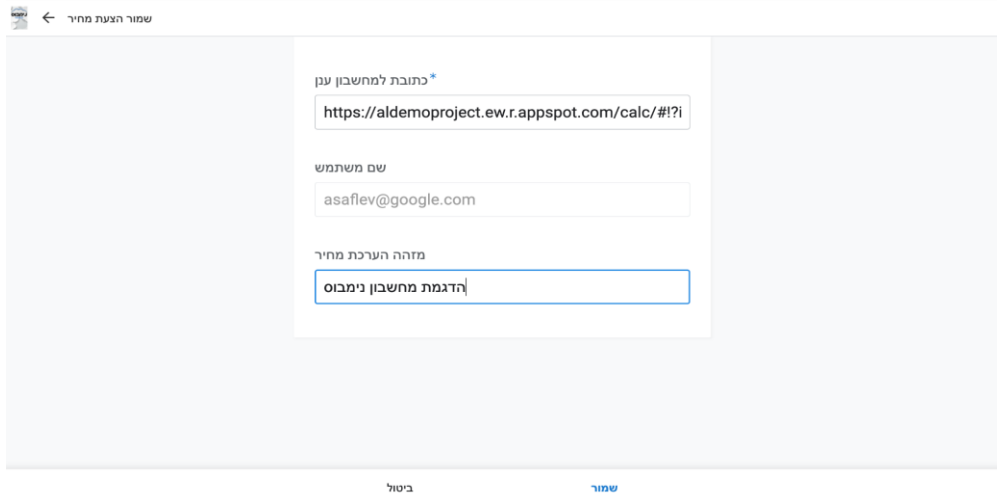 שמור הצעת מחיר
כתובת למחשבון ענן*
https://aldemoproject.ew.r.appspot.com/calc/#!?i
שם משתמש
asaflev@google.com
מזהה הערכת מחיר
הדגמת מחשבון נימבוס
ביטול
שמור